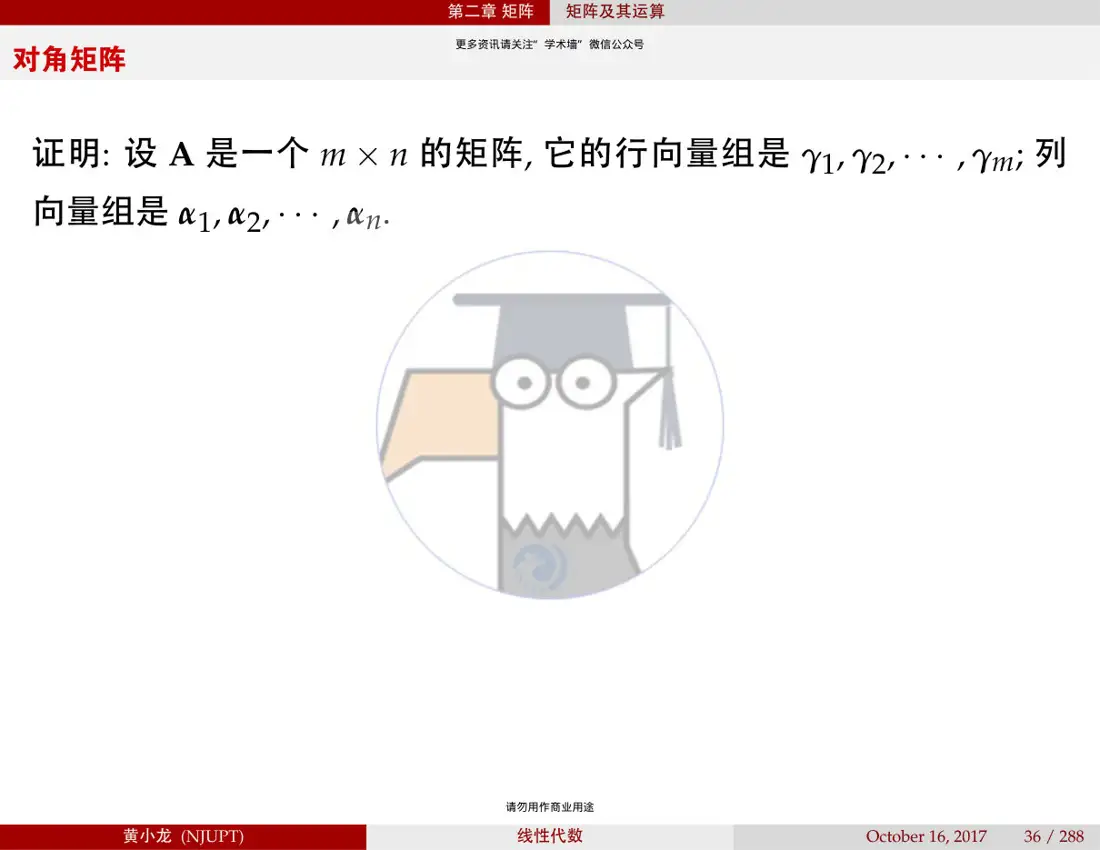 第二章 矩阵 矩阵及其运算
对角矩阵
更多资讯请关注“学术墙”微信公众号
证明: 设 A 是一个 m × n 的矩阵, 它的行向量组是 γ₁, γ₂, · · · , γₘ; 列
向量组是 α₁, α₂, · · · , αₙ.
请勿用作商业用途
黄小龙 (NJUPT) 线性代数 October 16, 2017 36 / 288